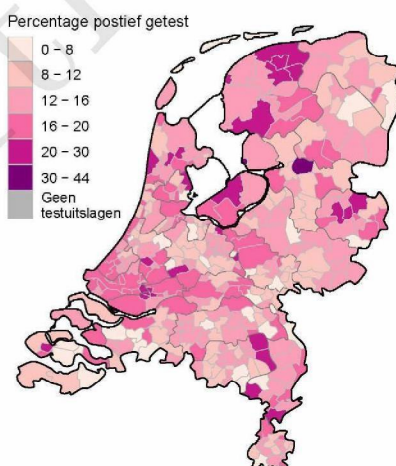 Percentage postief getest
0 – 8
8 – 12
12 – 16
16 – 20
20 – 30
30 – 44
Geen
testuitslagen